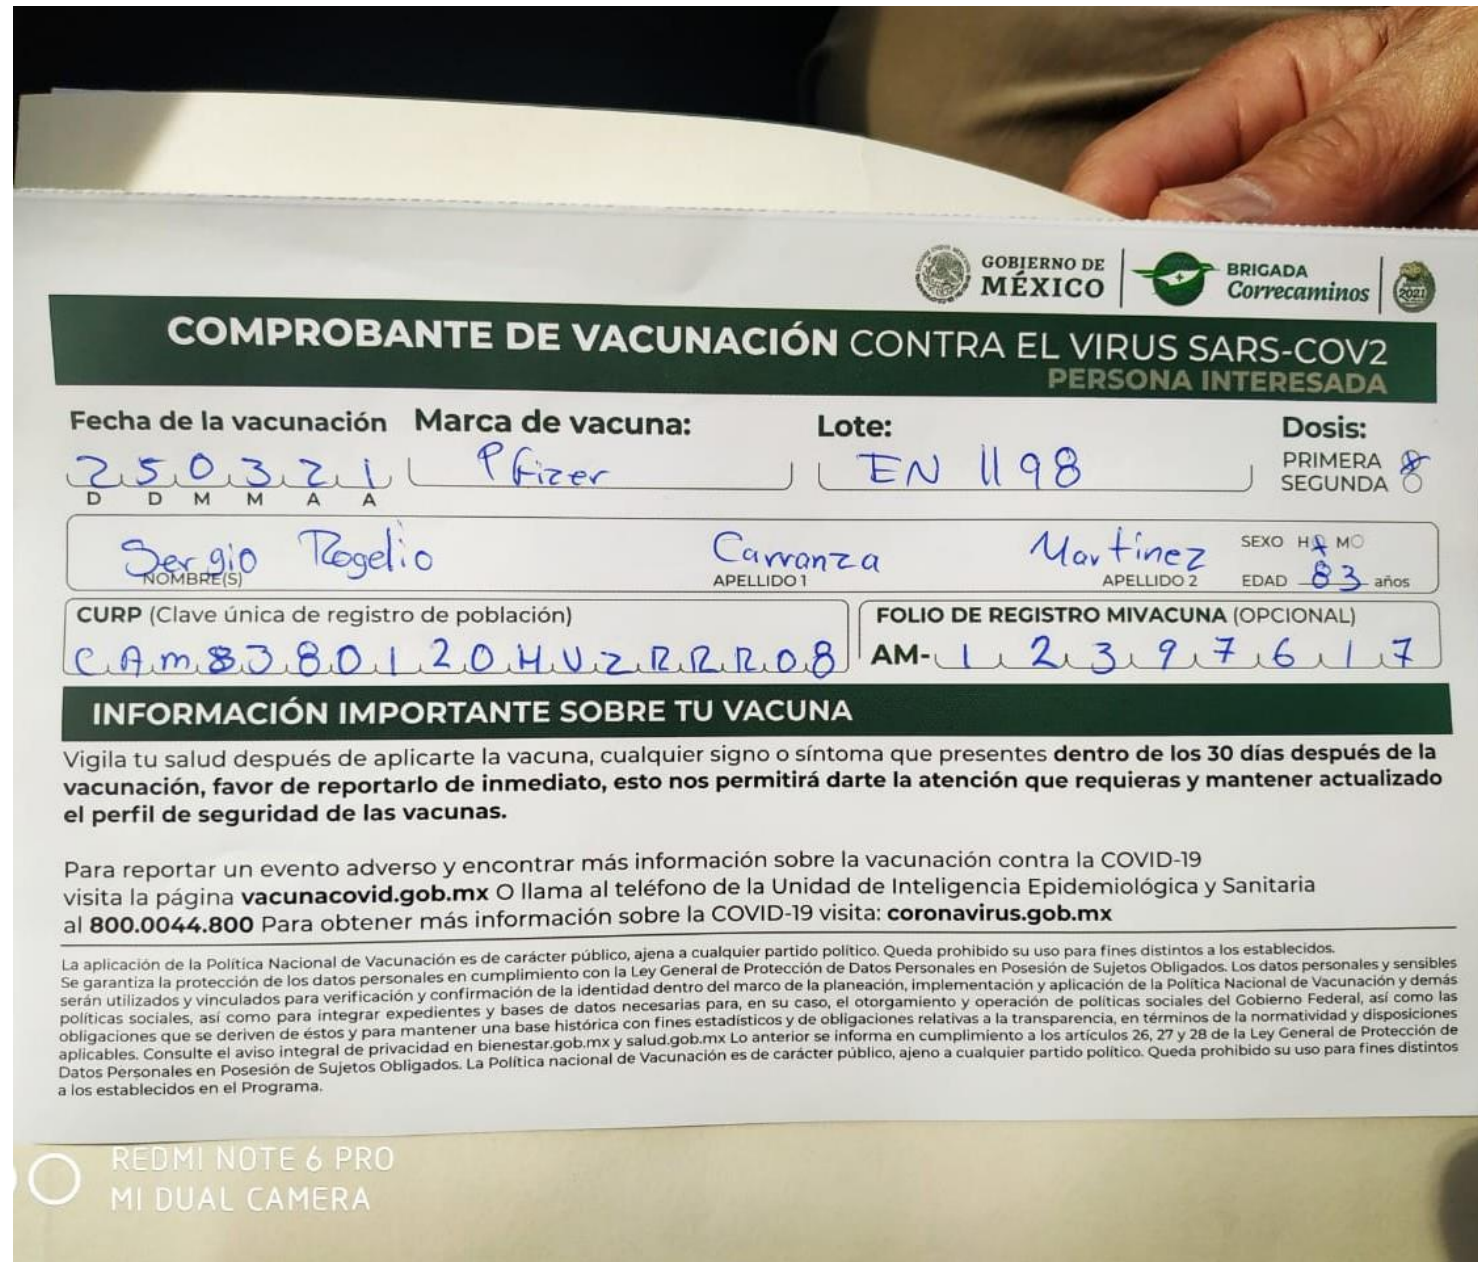 GOBIERNO DE
MÉXICO
BRIGADA
Correcaminos
2021
COMPROBANTE DE VACUNACIÓN CONTRA EL VIRUS SARS-COV2
PERSONA INTERESADA
Fecha de la vacunación Marca de vacuna: Lote: Dosis:
250321 Pfizer EN 1198 PRIMERA
D D M M A A SEGUNDA
Sergio Rogelio Carranza Martinez SEXO H M
NOMBRE(S) APELLIDO 1 APELLIDO 2 EDAD 83 años
CURP (Clave única de registro de población) FOLIO DE REGISTRO MIVACUNA (OPCIONAL)
AM-12397617
INFORMACIÓN IMPORTANTE SOBRE TU VACUNA
Vigila tu salud después de aplicarte la vacuna, cualquier signo o síntoma que presentes dentro de los 30 días después de la
vacunación, favor de reportarlo de inmediato, esto nos permitirá darte la atención que requieras y mantener actualizado
el perfil de seguridad de las vacunas.
Para reportar un evento adverso y encontrar más información sobre la vacunación contra la COVID-19
visita la página vacunacovid.gob.mx O llama al teléfono de la Unidad de Inteligencia Epidemiológica y Sanitaria
al 800.0044.800 Para obtener más información sobre la COVID-19 visita: coronavirus.gob.mx
La aplicación de la Política Nacional de Vacunación es de carácter público, ajena a cualquier partido político. Queda prohibido su uso para fines distintos a los establecidos.
Se garantiza la protección de los datos personales en cumplimiento con la Ley General de Protección de Datos Personales en Posesión de Sujetos Obligados. Los datos personales y sensibles
serán utilizados y vinculados para verificación y confirmación de la identidad dentro del marco de la planeación, implementación y aplicación de la Política Nacional de Vacunación y demás
políticas sociales, así como para integrar expedientes y bases de datos necesarias para, en su caso, el otorgamiento y operación de políticas sociales del Gobierno Federal, así como las
obligaciones que se deriven de éstos y para mantener una base histórica con fines estadísticos y de obligaciones relativas a la transparencia, en términos de la normatividad y disposiciones
aplicables. Consulte el aviso integral de privacidad en bienestar.gob.mx y salud.gob.mx Lo anterior se informa en cumplimiento a los artículos 26, 27 y 28 de la Ley General de Protección de
Datos Personales en Posesión de Sujetos Obligados. La Política nacional de Vacunación es de carácter público, ajeno a cualquier partido político. Queda prohibido su uso para fines distintos
a los establecidos en el Programa.
REDMI NOTE 6 PRO
MI DUAL CAMERA